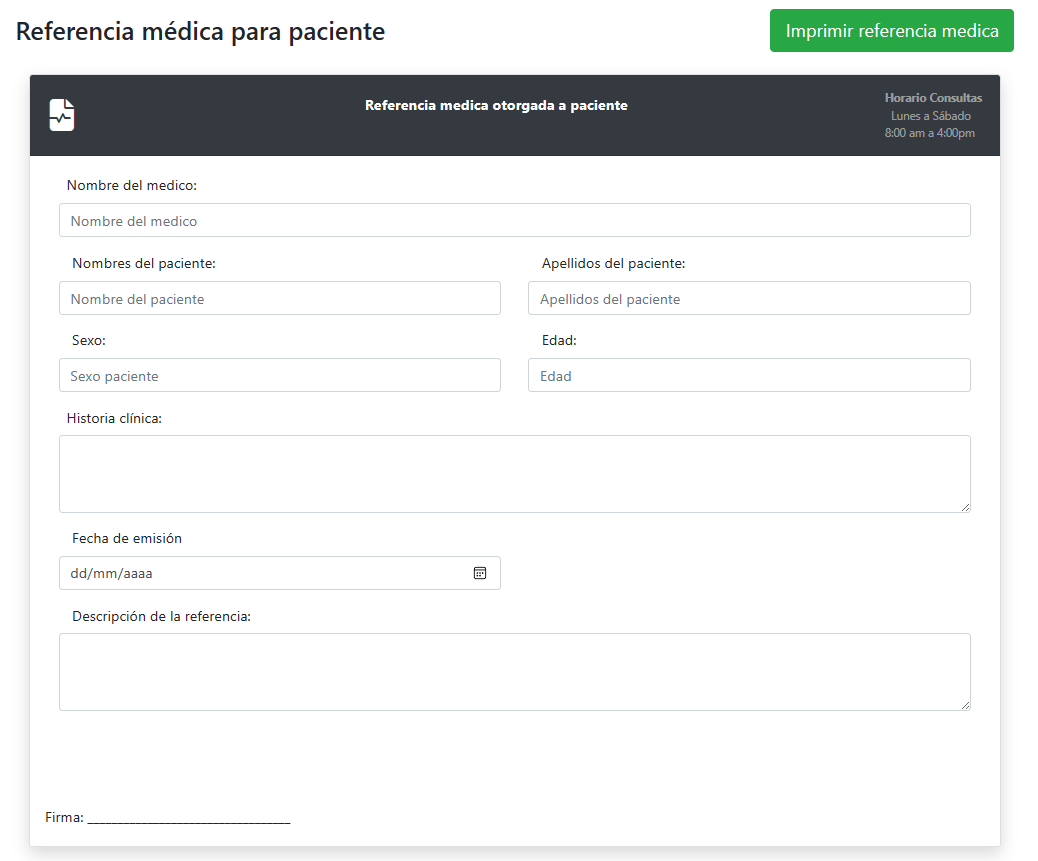 Referencia médica para paciente
Imprimir referencia medica
Referencia medica otorgada a paciente
Horario Consultas
Lunes a Sábado
8:00 am a 4:00pm
Nombre del medico:
Nombre del medico
Nombres del paciente:
Apellidos del paciente:
Nombre del paciente
Apellidos del paciente
Sexo:
Edad:
Sexo paciente
Edad
Historia clínica:
Fecha de emisión
dd/mm/aaaa
Descripción de la referencia:
Firma: _____________________________